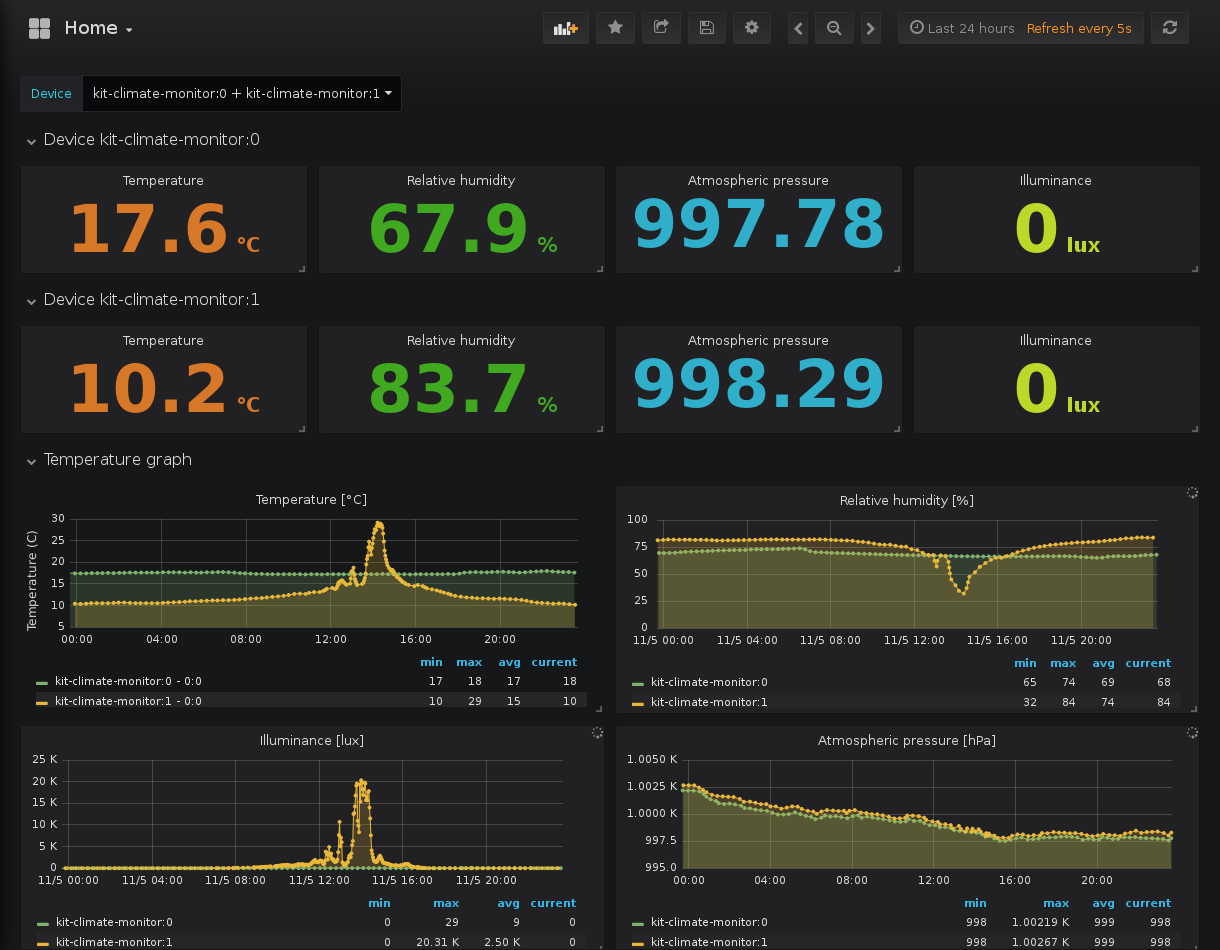 Home
Last 24 hours Refresh every 5s
Device kit-climate-monitor:0 + kit-climate-monitor:1
Device kit-climate-monitor:0
Temperature Relative humidity Atmospheric pressure Illuminance
17.6 °C 67.9 % 997.78 0 lux
Device kit-climate-monitor:1
Temperature Relative humidity Atmospheric pressure Illuminance
10.2 °C 83.7 % 998.29 0 lux
Temperature graph
Temperature [°C]
Temperature (C)
30
25
20
15
10
5
00:00 04:00 08:00 12:00 16:00 20:00
min max avg current
kit-climate-monitor:0 - 0:0 17 18 17 18
kit-climate-monitor:1 - 0:0 10 29 15 10
Relative humidity [%]
100
75
50
25
0
11/5 00:00 11/5 04:00 11/5 08:00 11/5 12:00 11/5 16:00 11/5 20:00
min max avg current
kit-climate-monitor:0 65 74 69 68
kit-climate-monitor:1 32 84 74 84
Illuminance [lux]
25 K
20 K
15 K
10 K
5 K
0
11/5 00:00 11/5 04:00 11/5 08:00 11/5 12:00 11/5 16:00 11/5 20:00
min max avg current
kit-climate-monitor:0 0 29 9 0
kit-climate-monitor:1 0 20.31 K 2.50 K 0
Atmospheric pressure [hPa]
1.0050 K
1.0025 K
1.0000 K
997.5
995.0
00:00 04:00 08:00 12:00 16:00 20:00
min max avg current
kit-climate-monitor:0 998 1.00219 K 999 998
kit-climate-monitor:1 998 1.00267 K 999 998